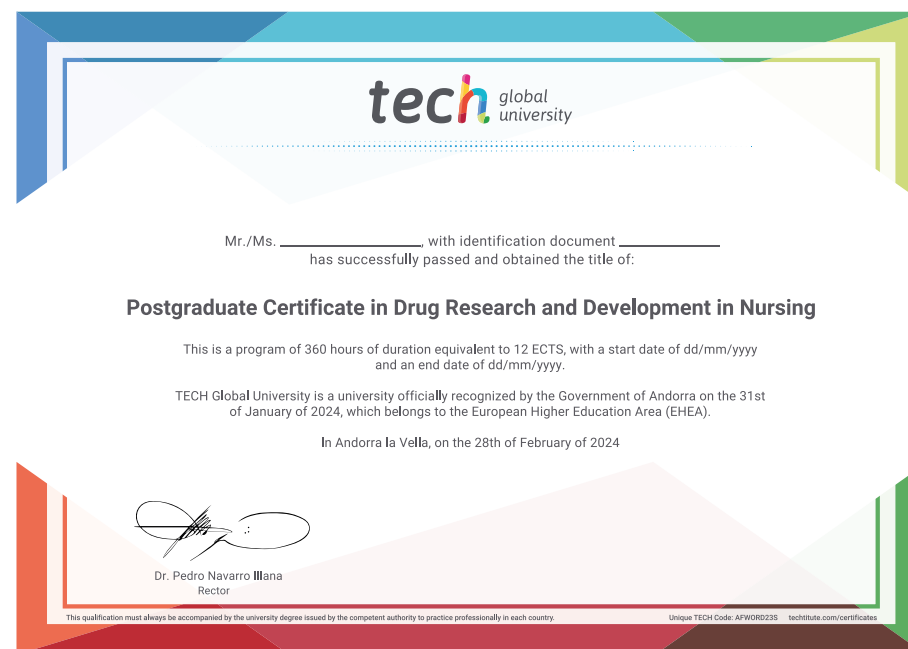 tech global university
Mr./Ms. ____________, with identification document ____________
has successfully passed and obtained the title of:
Postgraduate Certificate in Drug Research and Development in Nursing
This is a program of 360 hours of duration equivalent to 12 ECTS, with a start date of dd/mm/yyyy
and an end date of dd/mm/yyyy.
TECH Global University is a university officially recognized by the Government of Andorra on the 31st
of January of 2024, which belongs to the European Higher Education Area (EHEA).
In Andorra la Vella, on the 28th of February of 2024
Dr. Pedro Navarro Illana
Rector
This qualification must always be accompanied by the university degree issued by the competent authority to practice professionally in each country.
Unique TECH Code: AFWORD23S techtitute.com/certificates